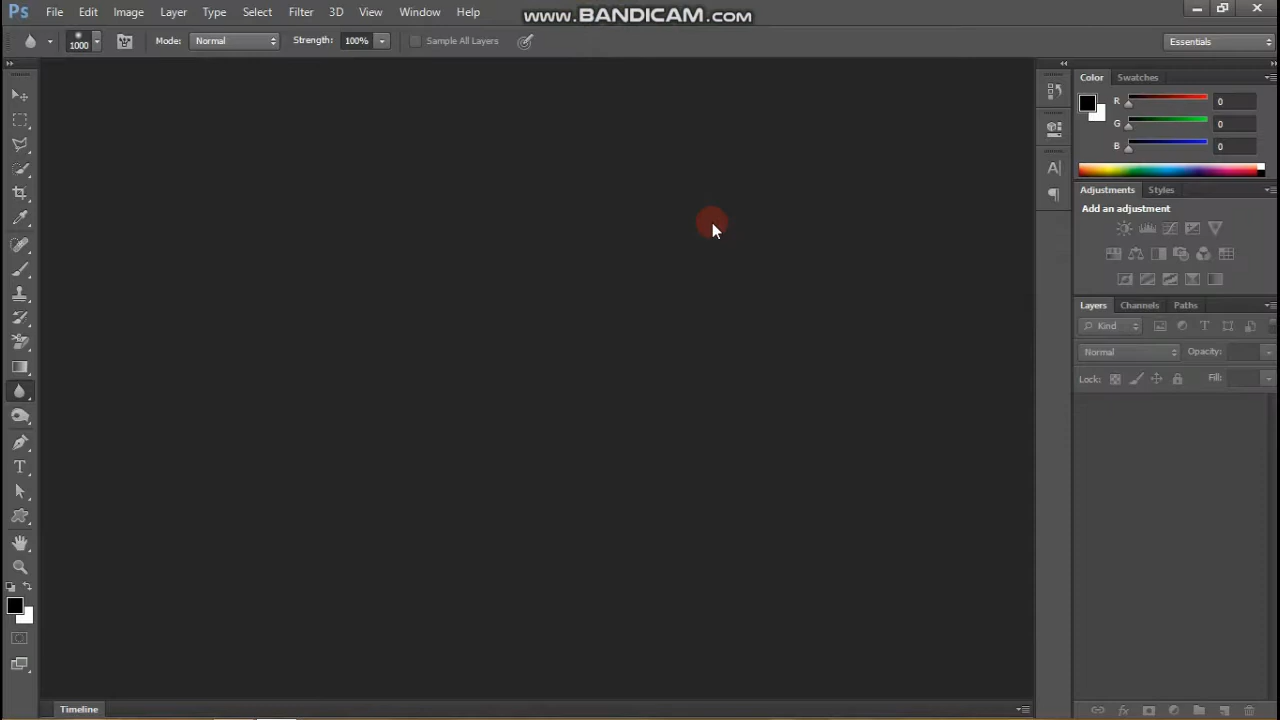 Ps File Edit Image Layer Type Select Filter 3D View Window Help
www.BANDICAM.com
1000 Mode: Normal Strength: 100% Sample All Layers Essentials
Color Swatches
R 0
G 0
B 0
Adjustments Styles
Add an adjustment
Layers Channels Paths
Kind
Normal Opacity:
Lock: Fill:
Timeline